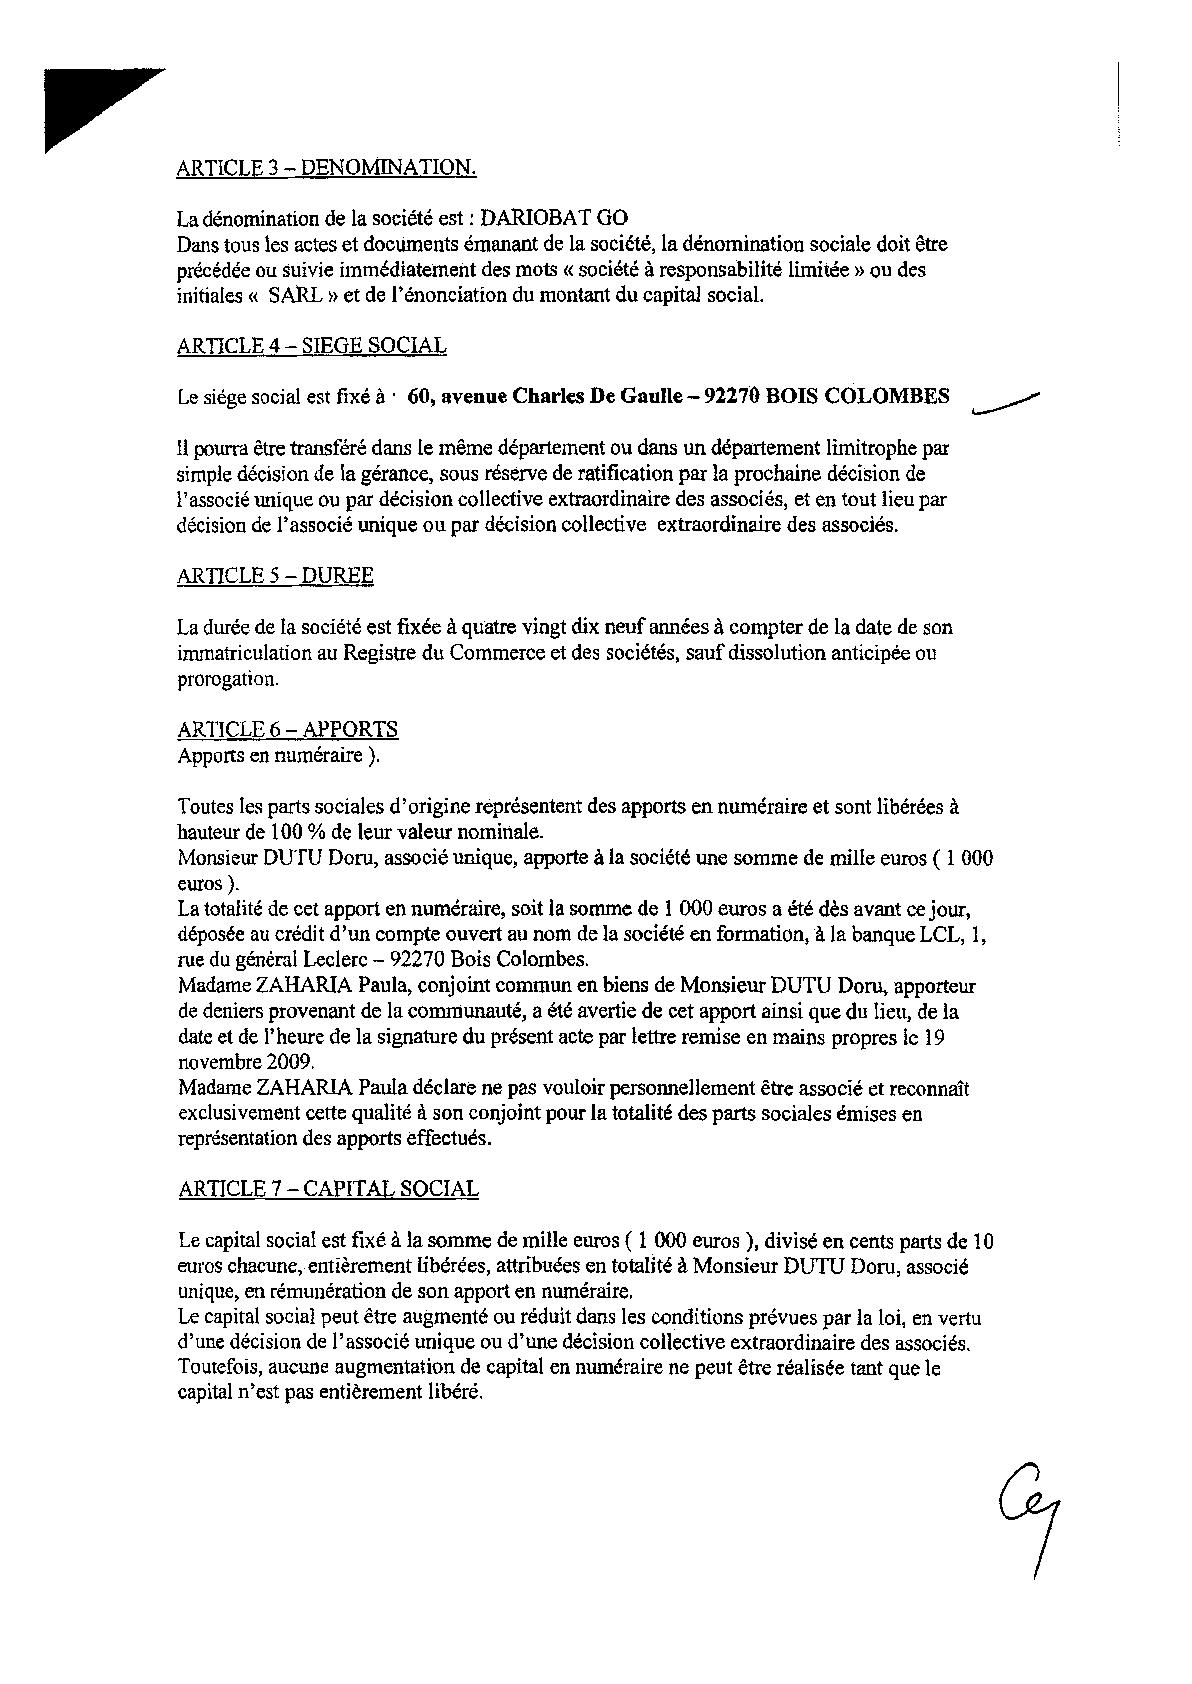 ARTICLE 3 – DENOMINATION.
La dénomination de la société est : DARIOBAT GO
Dans tous les actes et documents émanant de la société, la dénomination sociale doit être
précédée ou suivie immédiatement des mots « société à responsabilité limitée » ou des
initiales «  SARL » et de l'énonciation du montant du capital social.
ARTICLE 4 – SIEGE SOCIAL
Le siége social est fixé à · 60, avenue Charles De Gaulle – 92270 BOIS COLOMBES
Il pourra être transféré dans le même département ou dans un département limitrophe par
simple décision de la gérance, sous réserve de ratification par la prochaine décision de
l'associé unique ou par décision collective extraordinaire des associés, et en tout lieu par
décision de l'associé unique ou par décision collective  extraordinaire des associés.
ARTICLE 5 – DUREE
La durée de la société est fixée à quatre vingt dix neuf années à compter de la date de son
immatriculation au Registre du Commerce et des sociétés, sauf dissolution anticipée ou
prorogation.
ARTICLE 6 – APPORTS
Apports en numéraire ).
Toutes les parts sociales d'origine représentent des apports en numéraire et sont libérées à
hauteur de 100 % de leur valeur nominale.
Monsieur DUTU Doru, associé unique, apporte à la société une somme de mille euros ( 1 000
euros ).
La totalité de cet apport en numéraire, soit la somme de 1 000 euros a été dès avant ce jour,
déposée au crédit d'un compte ouvert au nom de la société en formation, à la banque LCL, 1,
rue du général Leclerc – 92270 Bois Colombes.
Madame ZAHARIA Paula, conjoint commun en biens de Monsieur DUTU Doru, apporteur
de deniers provenant de la communauté, a été avertie de cet apport ainsi que du lieu, de la
date et de l'heure de la signature du présent acte par lettre remise en mains propres le 19
novembre 2009.
Madame ZAHARIA Paula déclare ne pas vouloir personnellement être associé et reconnaît
exclusivement cette qualité à son conjoint pour la totalité des parts sociales émises en
représentation des apports effectués.
ARTICLE 7 – CAPITAL SOCIAL
Le capital social est fixé à la somme de mille euros ( 1 000 euros ), divisé en cents parts de 10
euros chacune, entièrement libérées, attribuées en totalité à Monsieur DUTU Doru, associé
unique, en rémunération de son apport en numéraire.
Le capital social peut être augmenté ou réduit dans les conditions prévues par la loi, en vertu
d'une décision de l'associé unique ou d'une décision collective extraordinaire des associés.
Toutefois, aucune augmentation de capital en numéraire ne peut être réalisée tant que le
capital n'est pas entièrement libéré.